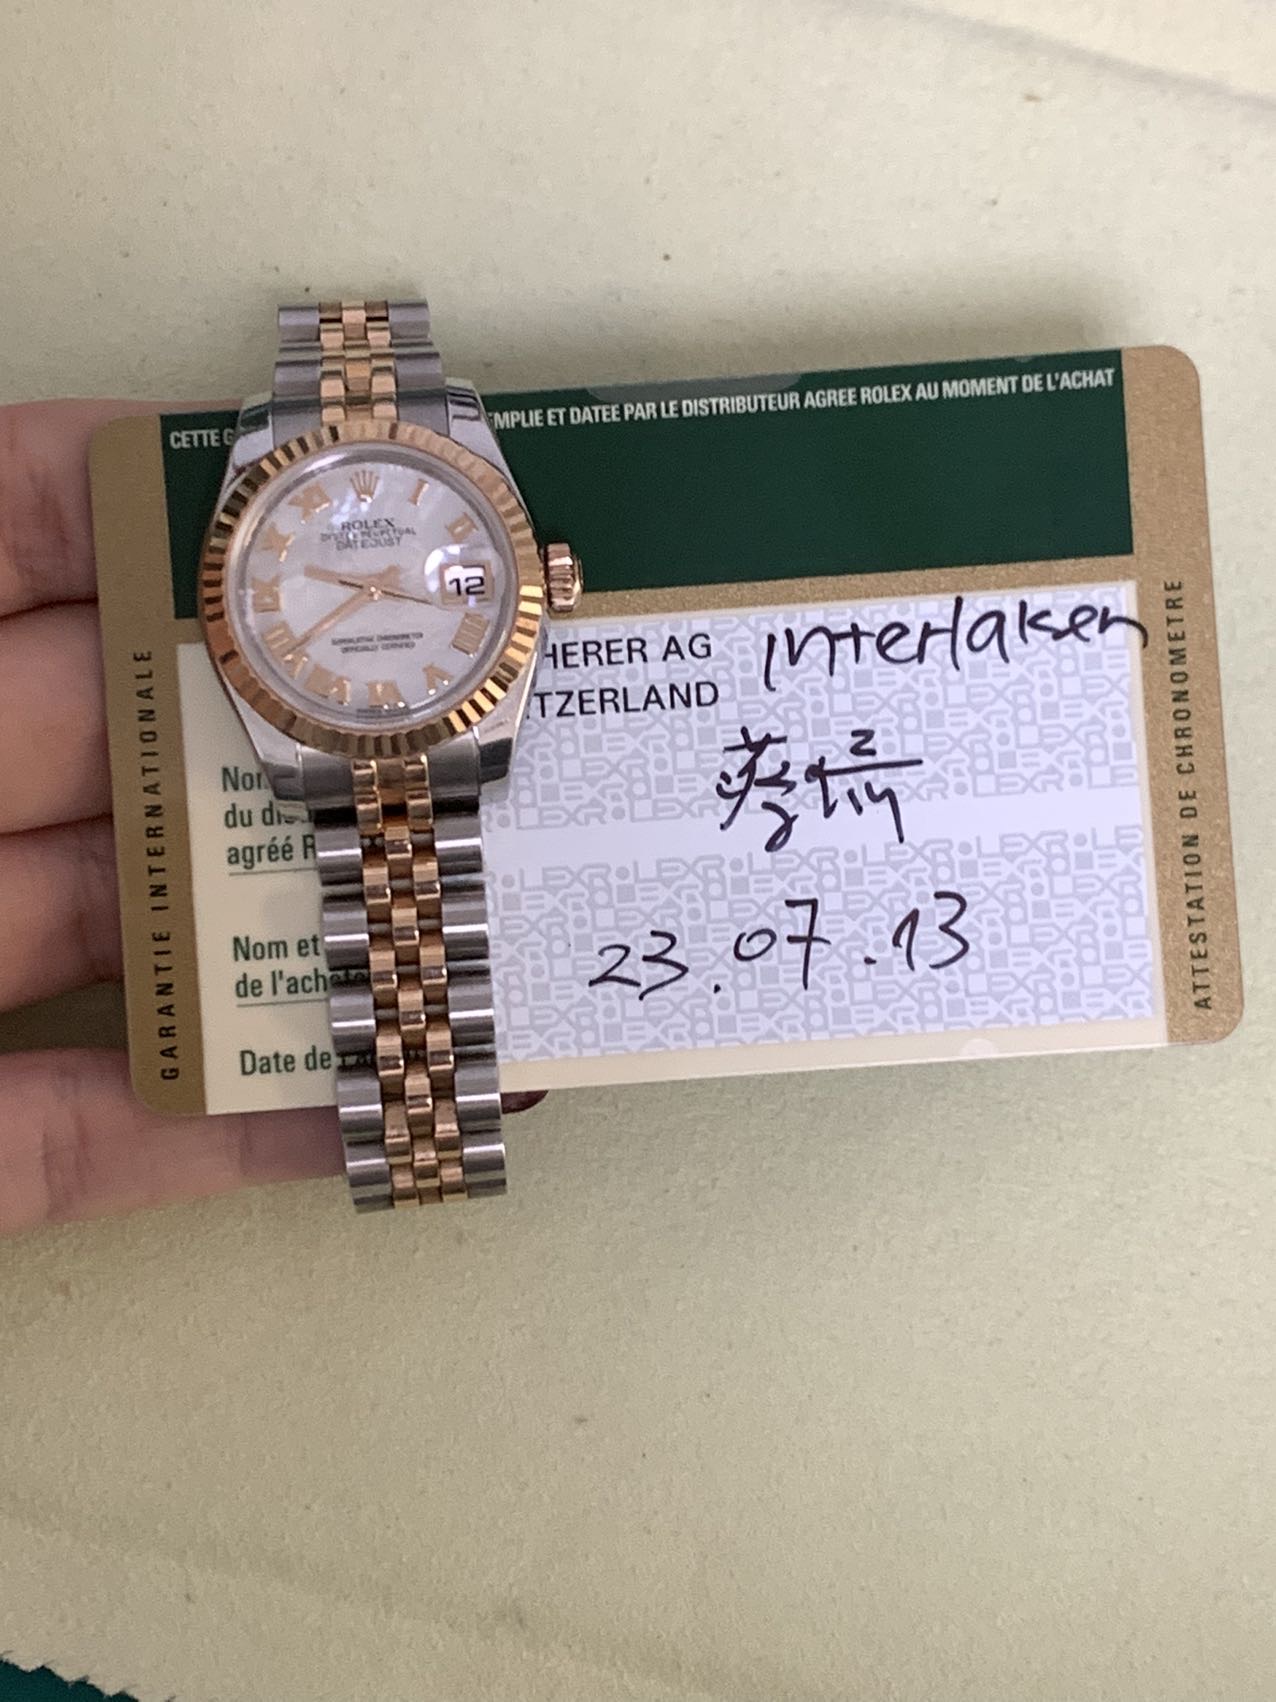 CETTE G
EMPLIE ET DATEE PAR LE DISTRIBUTEUR AGREE ROLEX AU MOMENT DE L'ACHAT
ROLEX
OYSTER PERPETUAL
DATEJUST
12
SUPERLATIVE CHRONOMETER
OFFICIALLY CERTIFIED
HERER AG Interlaken
TZERLAND
Nom
du dis
agréé R
Nom et
de l'achete
23.07.13
Date de
GARANTIE INTERNATIONALE
ATTESTATION DE CHRONOMETRE